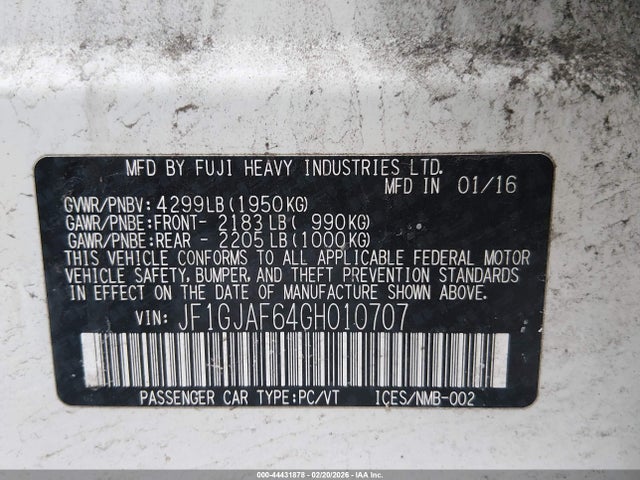 MFD BY FUJI HEAVY INDUSTRIES LTD.
MFD IN 01/16
GVWR/PNBV: 4299LB(1950KG)
GAWR/PNBE:FRONT- 2183 LB( 990KG)
GAWR/PNBE:REAR - 2205 LB(1000KG)
THIS VEHICLE CONFORMS TO ALL APPLICABLE FEDERAL MOTOR
VEHICLE SAFETY, BUMPER, AND THEFT PREVENTION STANDARDS
IN EFFECT ON THE DATE OF MANUFACTURE SHOWN ABOVE.
VIN: JF1GJAF64GH010707
PASSENGER CAR TYPE:PC/VT ICES/NMB-002
000-44431878 - 02/20/2026 - IAAI.COM